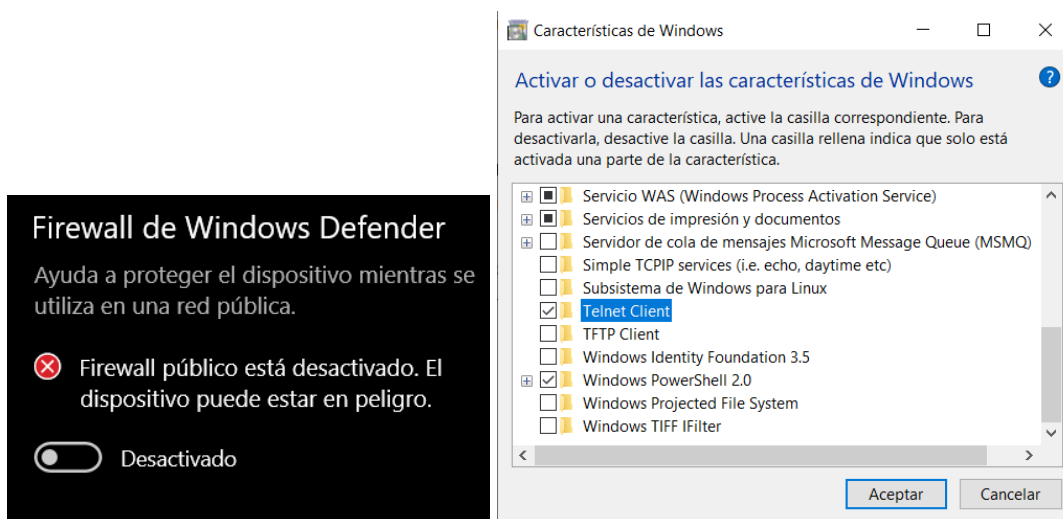 Firewall de Windows Defender
Ayuda a proteger el dispositivo mientras se
utiliza en una red pública.
Firewall público está desactivado. El
dispositivo puede estar en peligro.
Desactivado
Características de Windows
Activar o desactivar las características de Windows
?
Para activar una característica, active la casilla correspondiente. Para
desactivarla, desactive la casilla. Una casilla rellena indica que solo está
activada una parte de la característica.
Servicio WAS (Windows Process Activation Service)
Servicios de impresión y documentos
Servidor de cola de mensajes Microsoft Message Queue (MSMQ)
Simple TCPIP services (i.e. echo, daytime etc)
Subsistema de Windows para Linux
Telnet Client
TFTP Client
Windows Identity Foundation 3.5
Windows PowerShell 2.0
Windows Projected File System
Windows TIFF IFilter
Aceptar
Cancelar